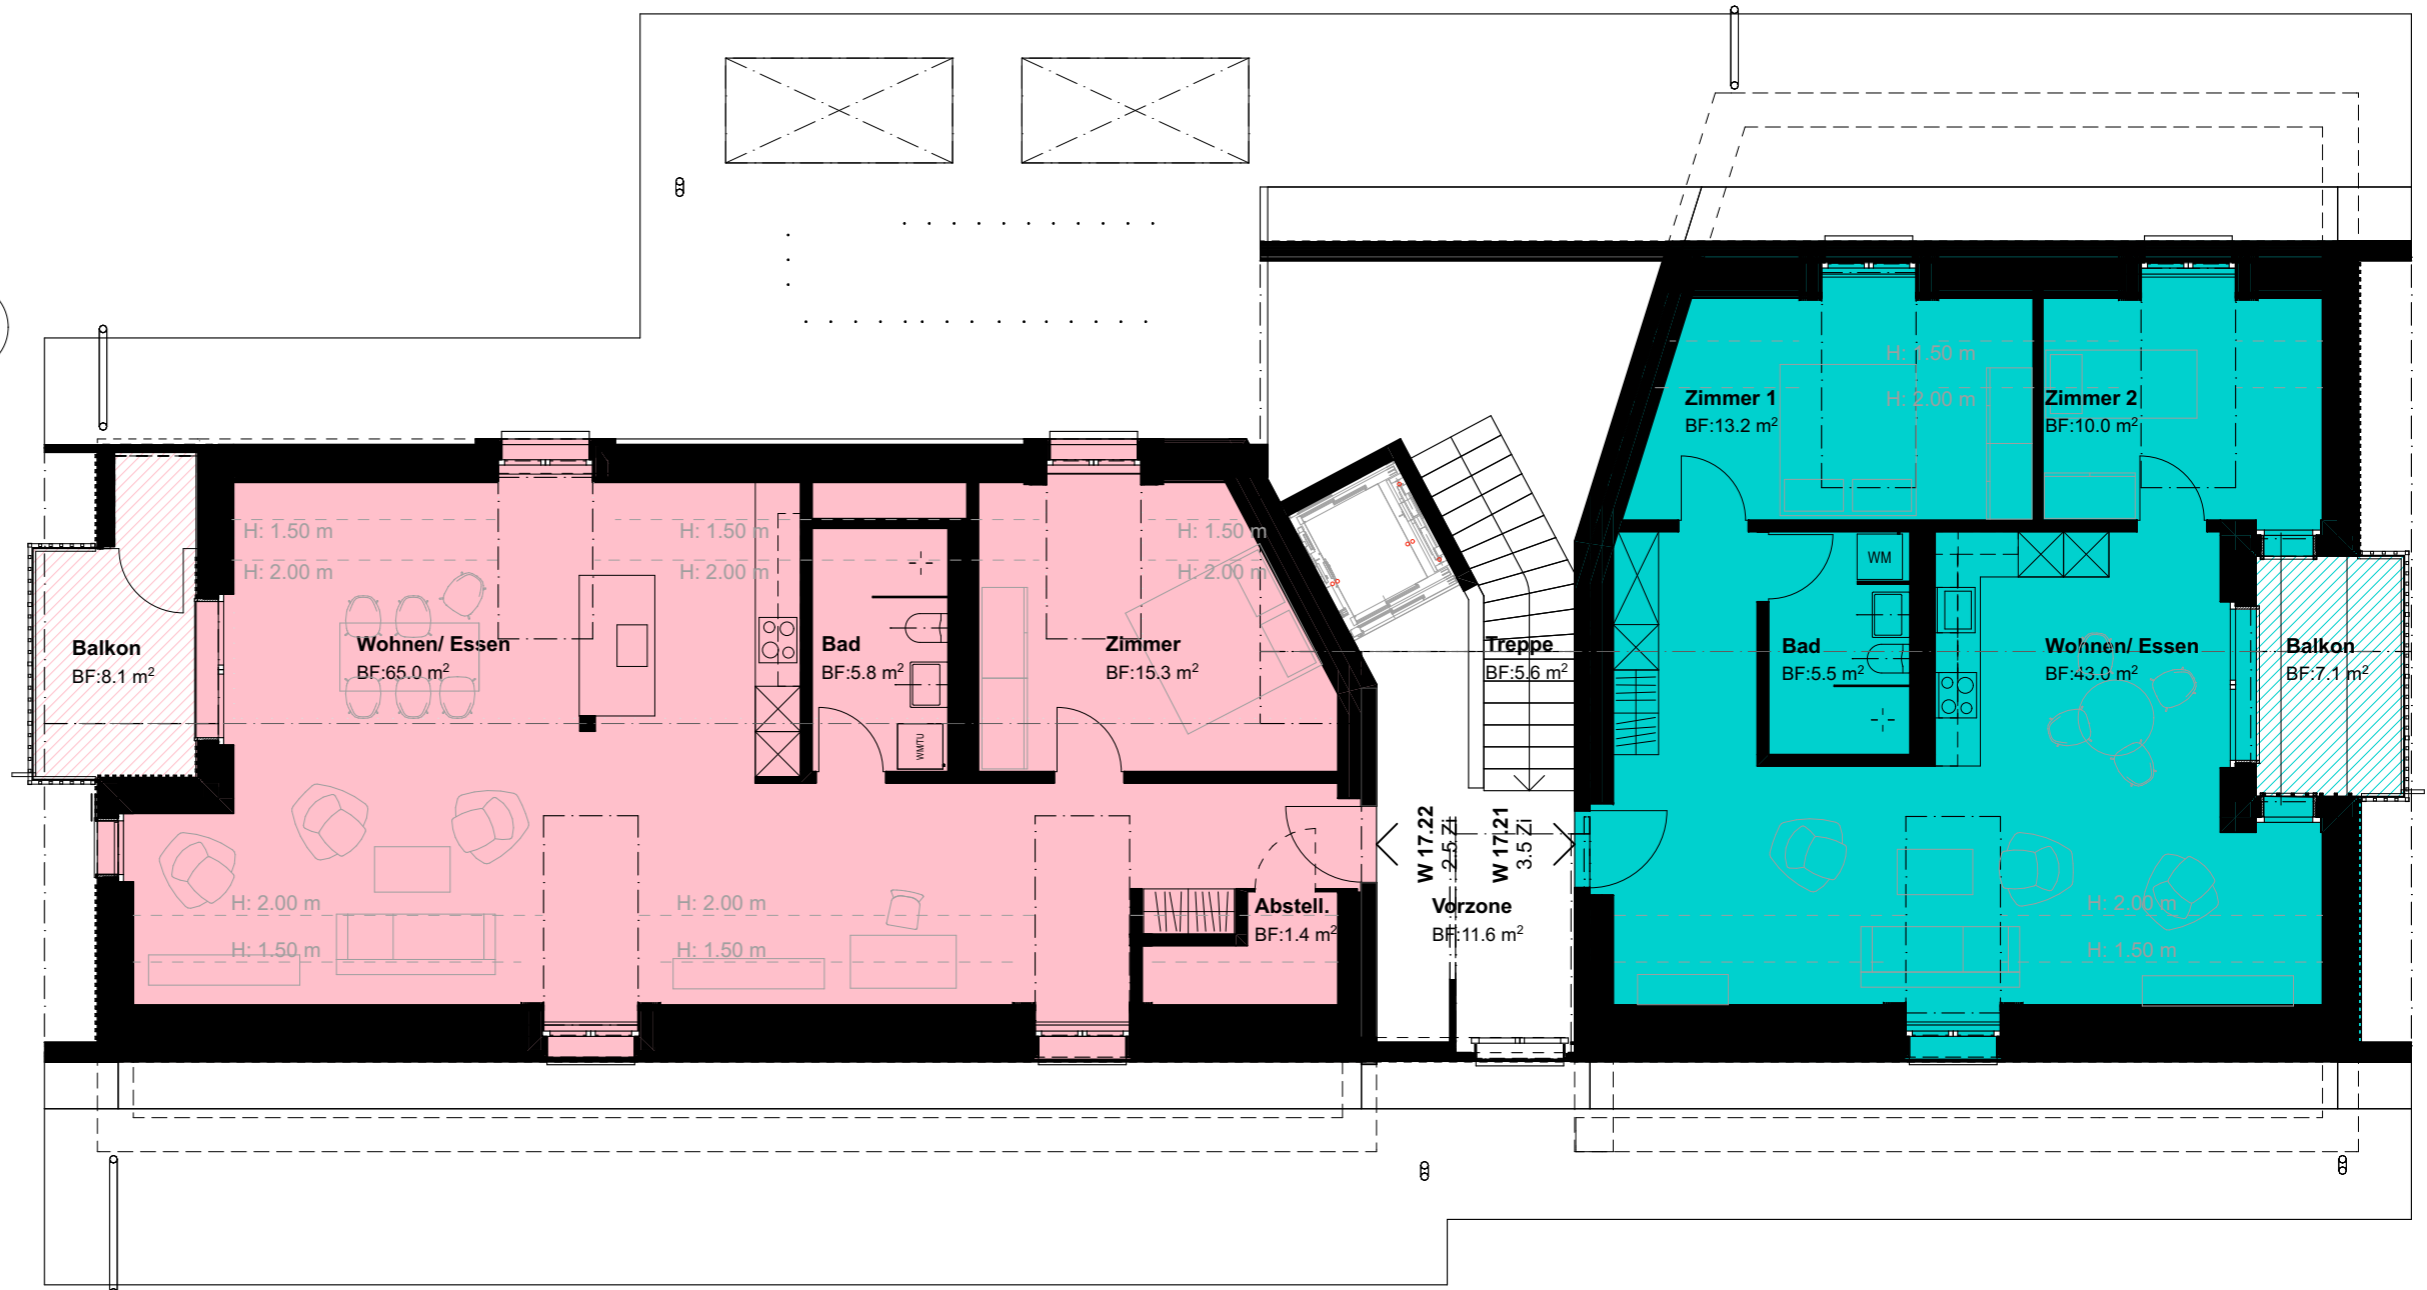 H: 1.50 m
Zimmer 1
BF:13.2 m²
H: 2.00 m
Zimmer 2
BF:10.0 m²
H: 1.50 m
H: 2.00 m
H: 1.50 m
H: 2.00 m
H: 1.50 m
H: 2.00 m
WM
Balkon
BF:8.1 m²
Wohnen/ Essen
BF:65.0 m²
Bad
BF:5.8 m²
Zimmer
BF:15.3 m²
Treppe
BF:5.6 m²
Bad
BF:5.5 m²
Wohnen/ Essen
BF:43.0 m²
Balkon
BF:7.1 m²
WM/TU
W 17.22
2.5 Zi
W 17.21
3.5 Zi
H: 2.00 m
H: 1.50 m
H: 2.00 m
H: 1.50 m
Abstell.
BF:1.4 m²
Vorzone
BF:11.6 m²
H: 2.00 m
H: 1.50 m